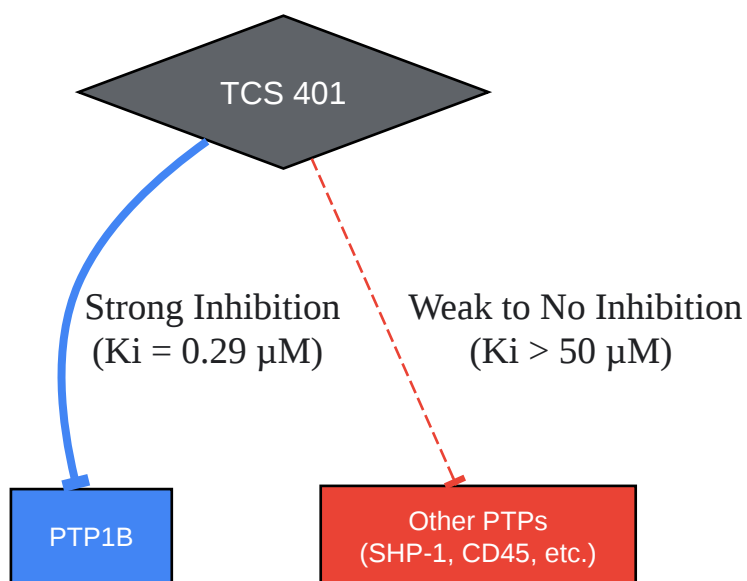 TCS 401
Strong Inhibition
(Ki = 0.29 µM)
Weak to No Inhibition
(Ki > 50 µM)
PTP1B
Other PTPs
(SHP-1, CD45, etc.)